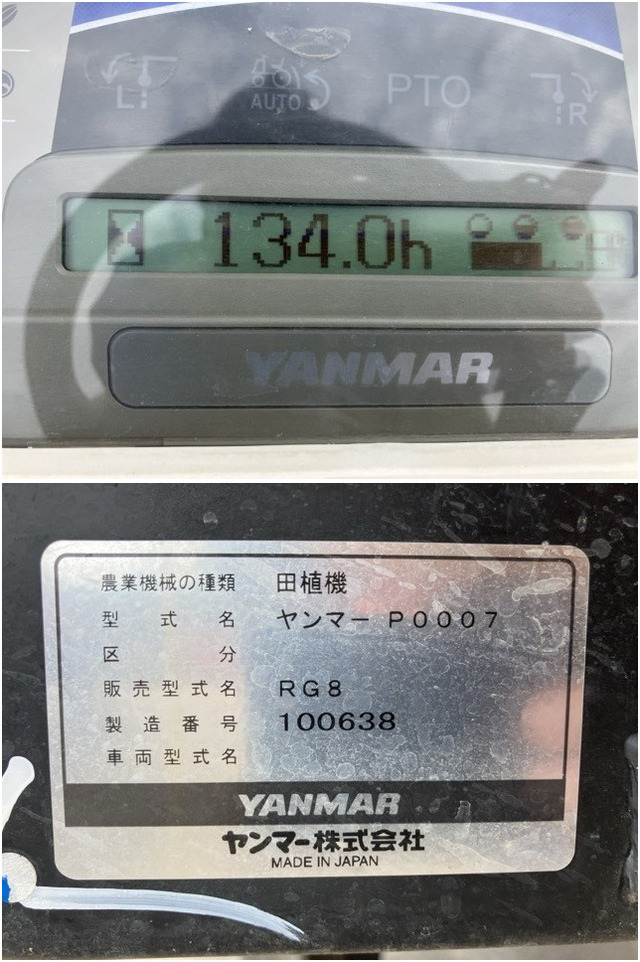 L AUTO PTO R
134.0h
YANMAR
農業機械の種類 田植機
型式名 ヤンマー P0007
区分
販売型式名 RG8
製造番号 100638
車両型式名
YANMAR
ヤンマー株式会社
MADE IN JAPAN